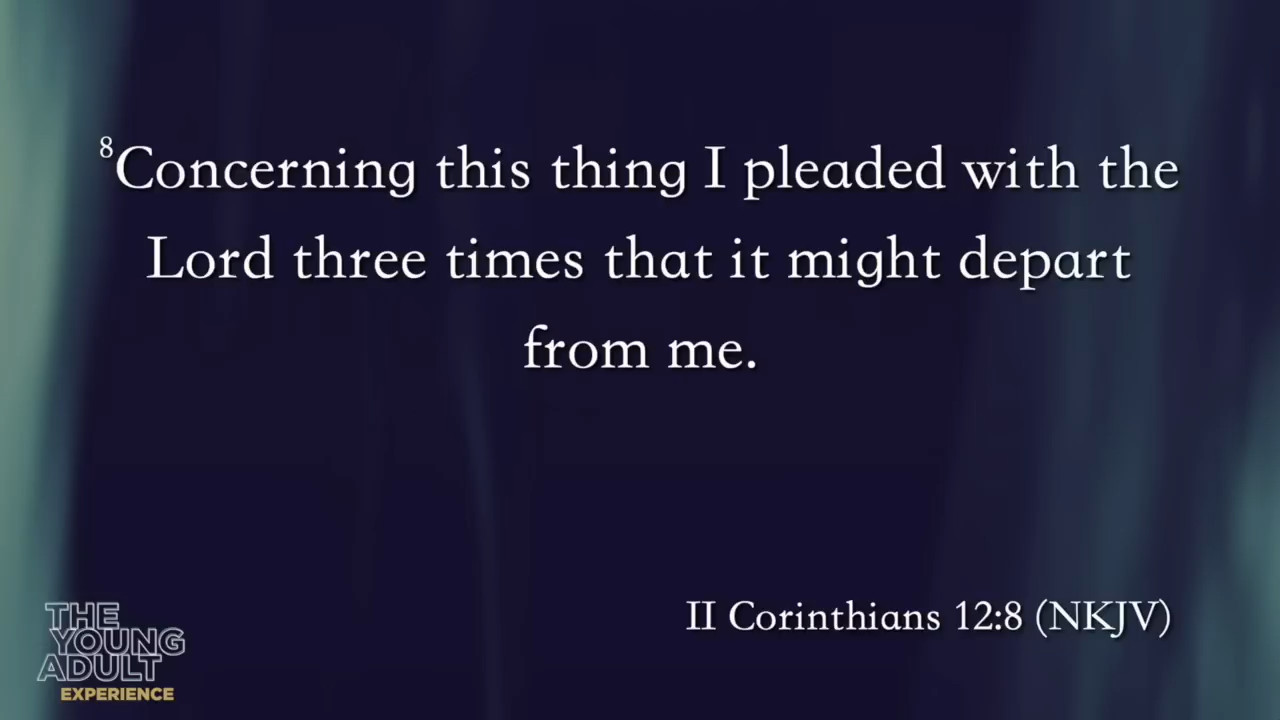 ⁸Concerning this thing I pleaded with the
Lord three times that it might depart
from me.
II Corinthians 12:8 (NKJV)
THE
YOUNG
ADULT
EXPERIENCE